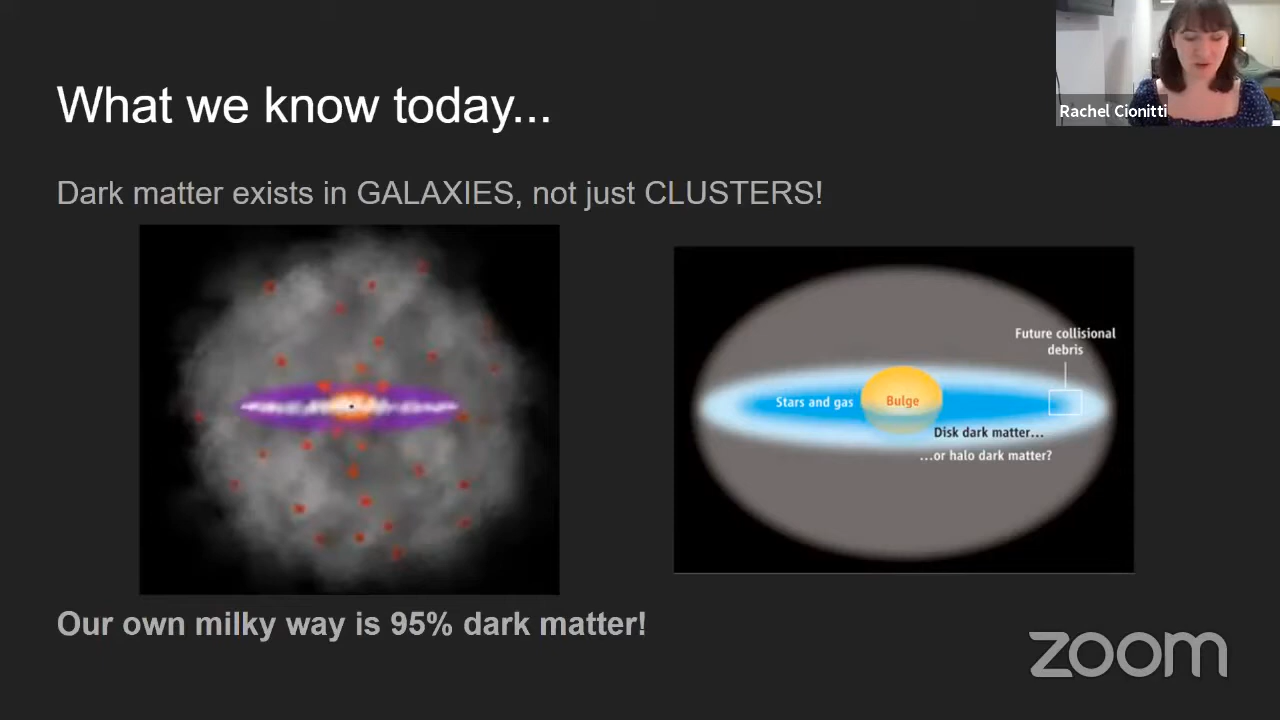 What we know today...
Rachel Cionitti
Dark matter exists in GALAXIES, not just CLUSTERS!
Future collisional
debris
Stars and gas
Bulge
Disk dark matter...
...or halo dark matter?
Our own milky way is 95% dark matter!
zoom